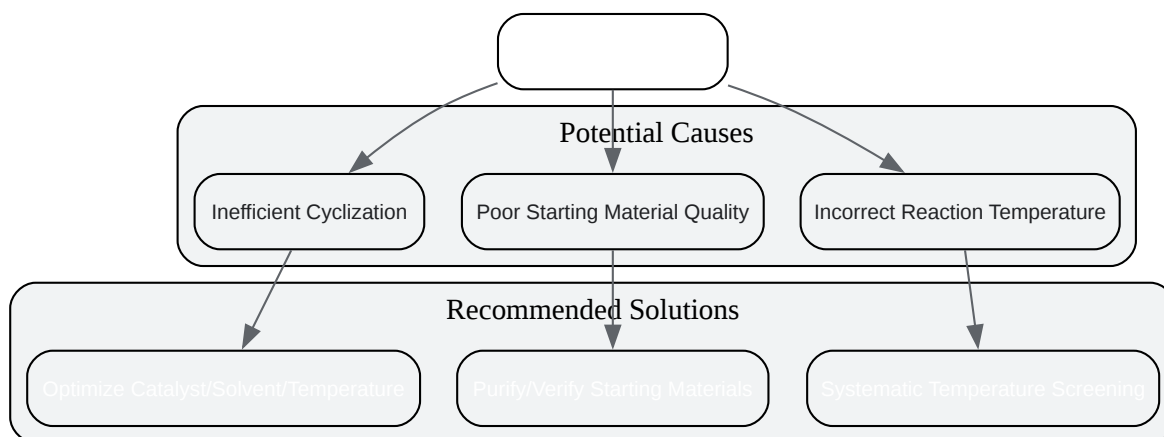 Potential Causes
Inefficient Cyclization
Poor Starting Material Quality
Incorrect Reaction Temperature
Recommended Solutions
Optimize Catalyst/Solvent/Temperature
Purify/Verify Starting Materials
Systematic Temperature Screening